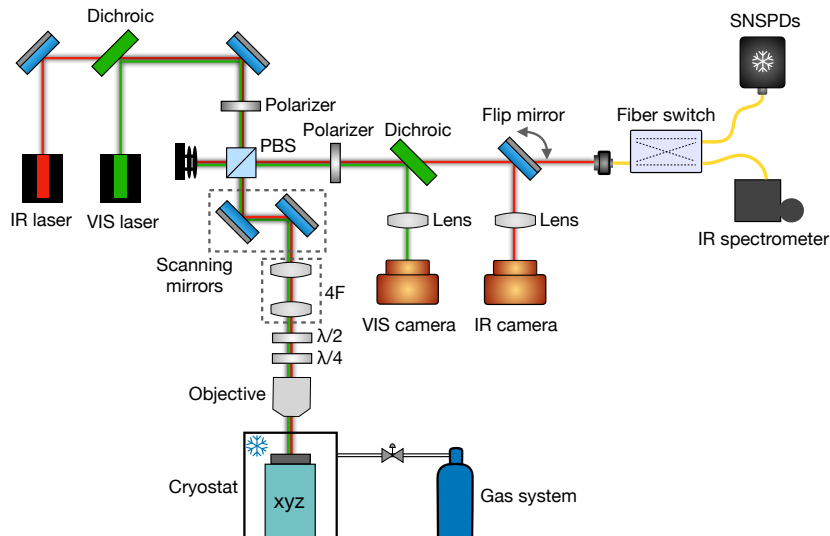 Dichroic
SNSPDs
Polarizer
Flip mirror
Fiber switch
PBS
Polarizer
Dichroic
IR laser
VIS laser
Lens
Lens
IR spectrometer
Scanning
mirrors
4F
VIS camera
IR camera
λ/2
λ/4
Objective
Cryostat
xyz
Gas system